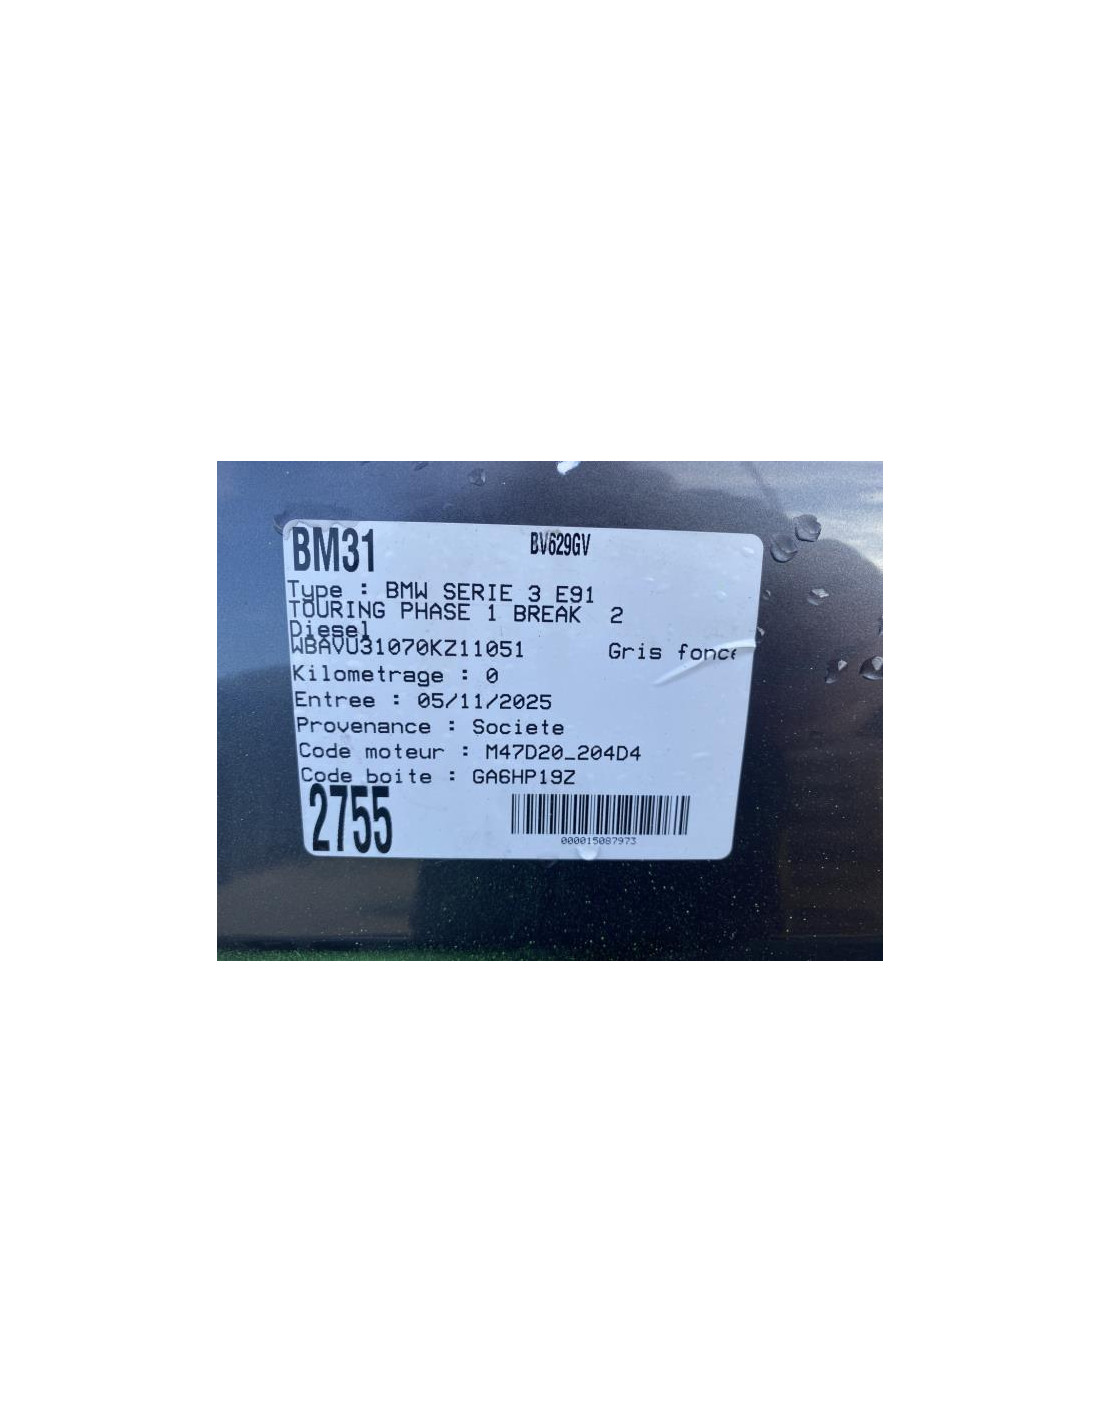 BM31 BV629GV
Type : BMW SERIE 3 E91
TOURING PHASE 1 BREAK 2
Diesel
WBAVU31070KZ11051 Gris fonce
Kilometrage : 0
Entree : 05/11/2025
Provenance : Societe
Code moteur : M47D20_204D4
Code boite : GA6HP19Z
2755
000015087973